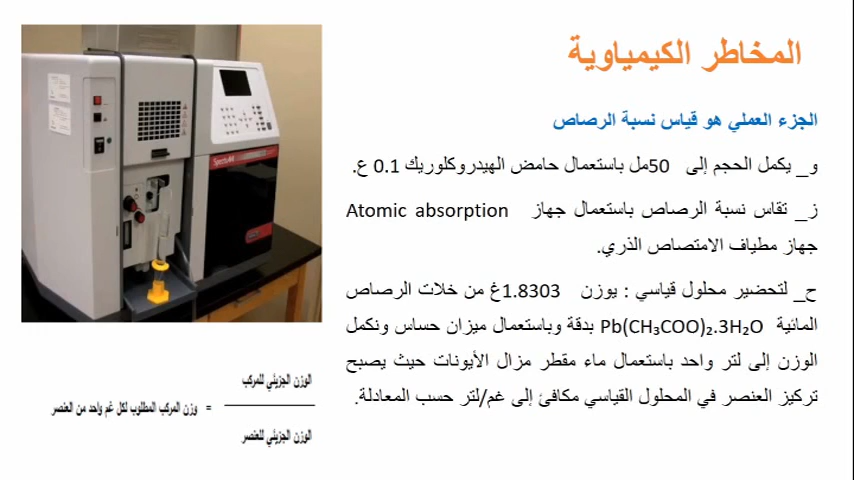 المخاطر الكيمياوية
الجزء العملي هو قياس نسبة الرصاص
و_ يكمل الحجم إلى 50مل باستعمال حامض الهيدروكلوريك 0.1 ع.
ز_ تقاس نسبة الرصاص باستعمال جهاز Atomic absorption
جهاز مطياف الامتصاص الذري.
ح_ لتحضير محلول قياسي : يوزن 1.8303غ من خلات الرصاص
المائية Pb(CH₃COO)₂.3H₂O بدقة وباستعمال ميزان حساس ونكمل
الوزن إلى لتر واحد باستعمال ماء مقطر مزال الأيونات حيث يصبح
تركيز العنصر في المحلول القياسي مكافئ إلى غم/لتر حسب المعادلة.
الوزن الجزيئي للمركب
وزن المركب المطلوب لكل غم واحد من العنصر =
الوزن الجزيئي للعنصر